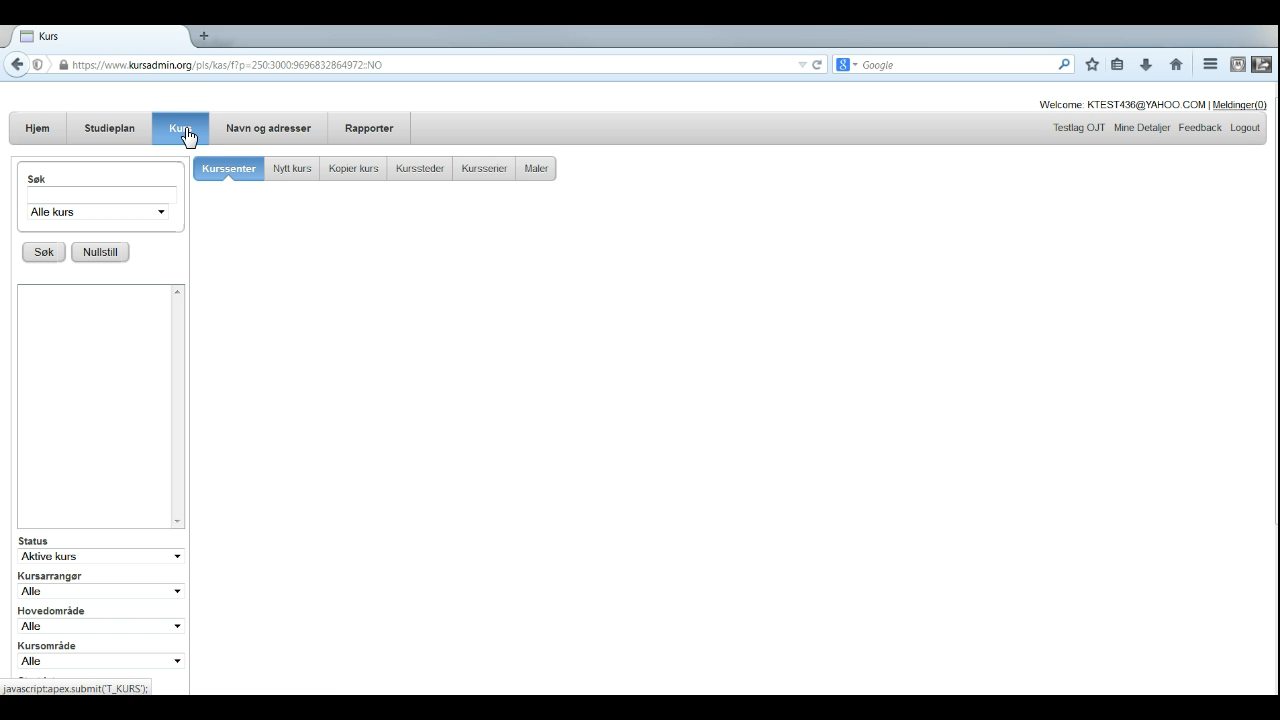 Kurs
https://www.kursadmin.org/pls/kas/f?p=250:3000:9696832864972::NO
Google
Welcome: KTEST436@YAHOO.COM | Meldinger(0)
Hjem Studieplan Kurs Navn og adresser Rapporter
Testlag OJT Mine Detaljer Feedback Logout
Kurssenter Nytt kurs Kopier kurs Kurssteder Kursserier Maler
Søk
Alle kurs
Søk Nullstill
Status
Aktive kurs
Kursarrangør
Alle
Hovedområde
Alle
Kursområde
Alle
javascript:apex.submit('T_KURS');